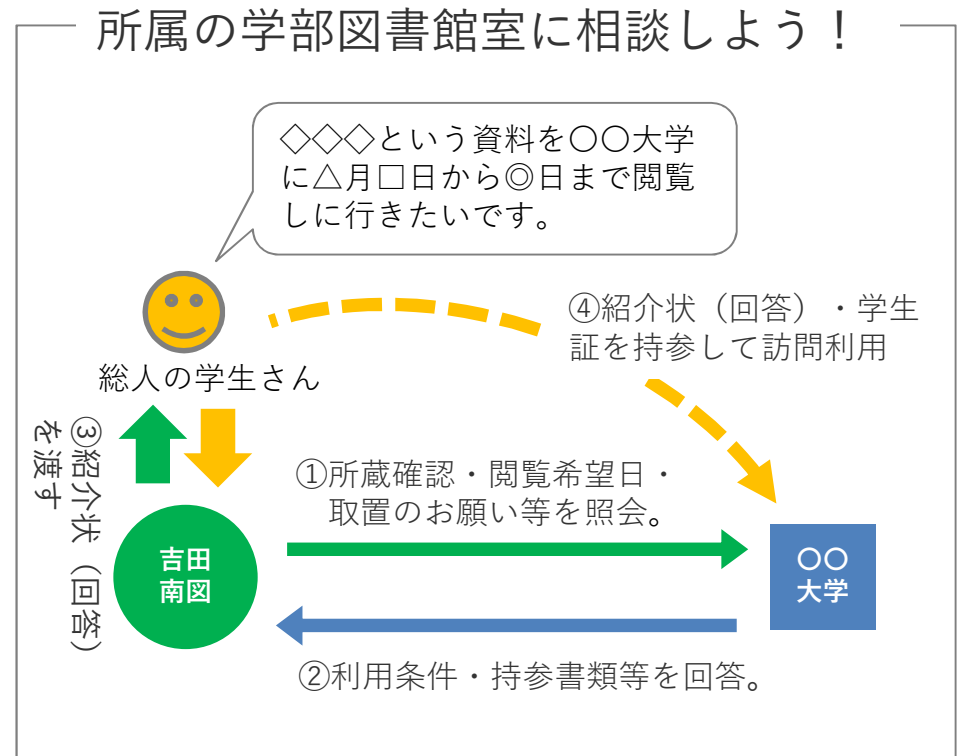 所属の学部図書館室に相談しよう！
◇◇◇という資料を〇〇大学
に△月□日から◎日まで閲覧
しに行きたいです。
④紹介状（回答）・学生
証を持参して訪問利用
総人の学生さん
③紹介状（回答）
を渡す
①所蔵確認・閲覧希望日・
取置のお願い等を照会。
吉田
南図
〇〇
大学
②利用条件・持参書類等を回答。